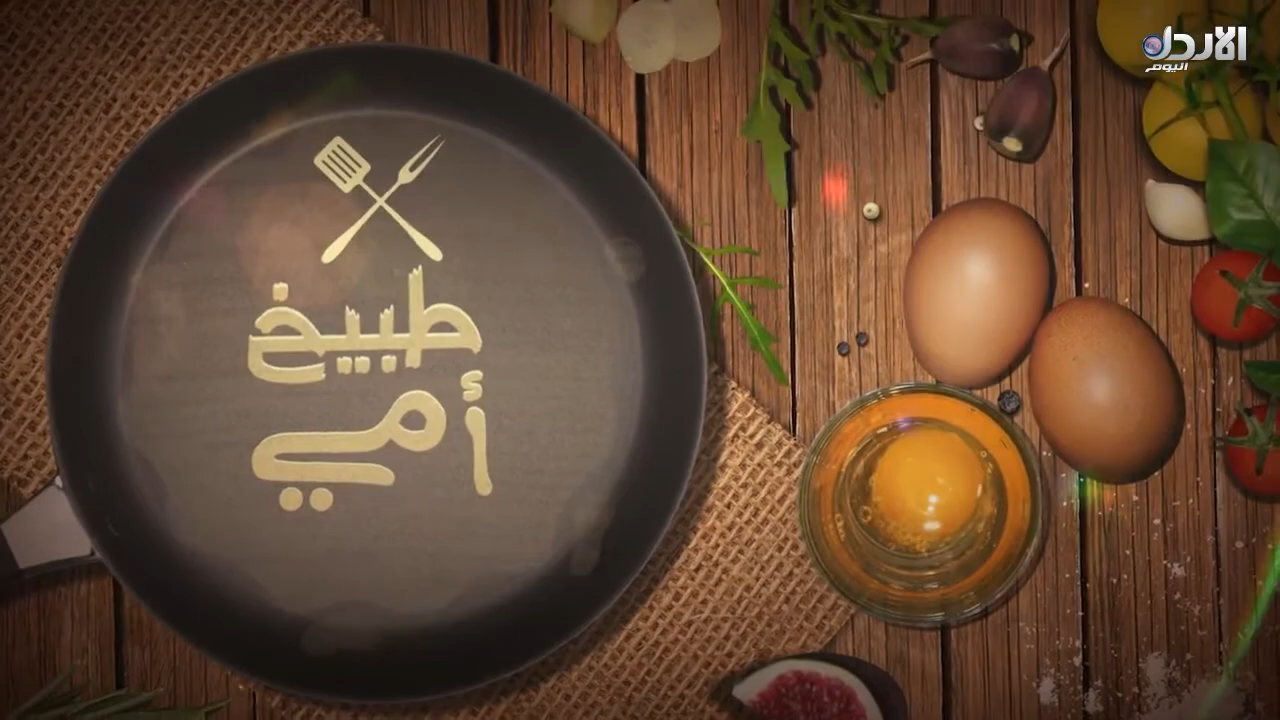 الاردن
اليوم
طبيخ
أمي